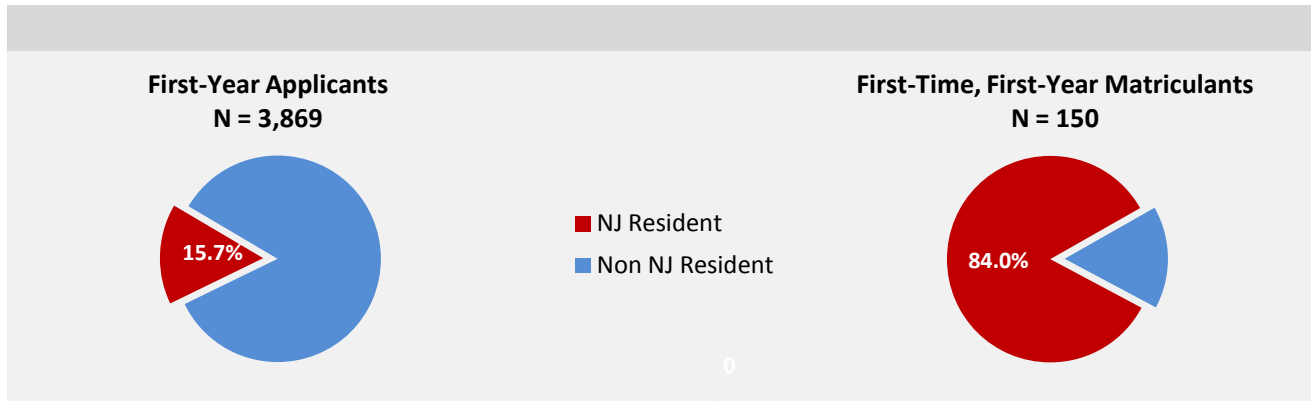 First-Year Applicants
N = 3,869
15.7%
NJ Resident
Non NJ Resident
0
First-Time, First-Year Matriculants
N = 150
84.0%